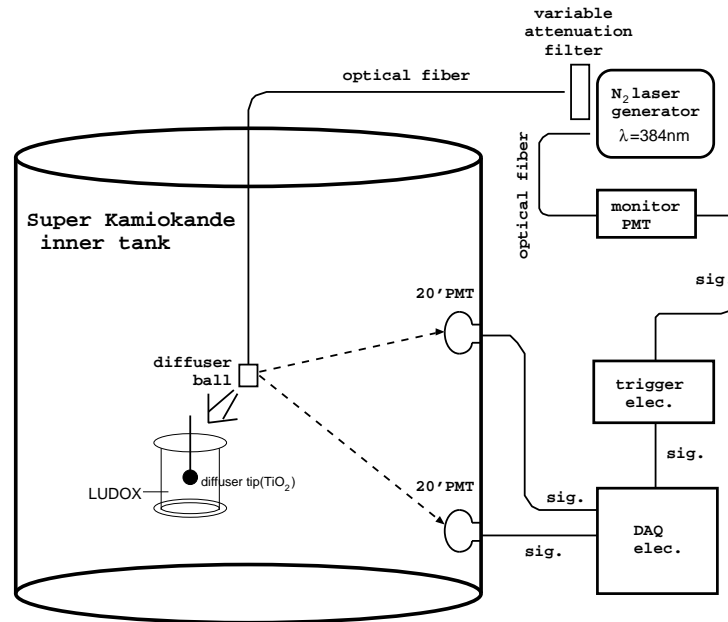 variable
attenuation
filter
optical fiber
N₂ laser
generator
λ=384nm
optical fiber
monitor
PMT
Super Kamiokande
inner tank
sig
20'PMT
diffuser
ball
trigger
elec.
sig.
diffuser tip(TiO₂)
LUDOX
20'PMT
sig.
DAQ
elec.
sig.